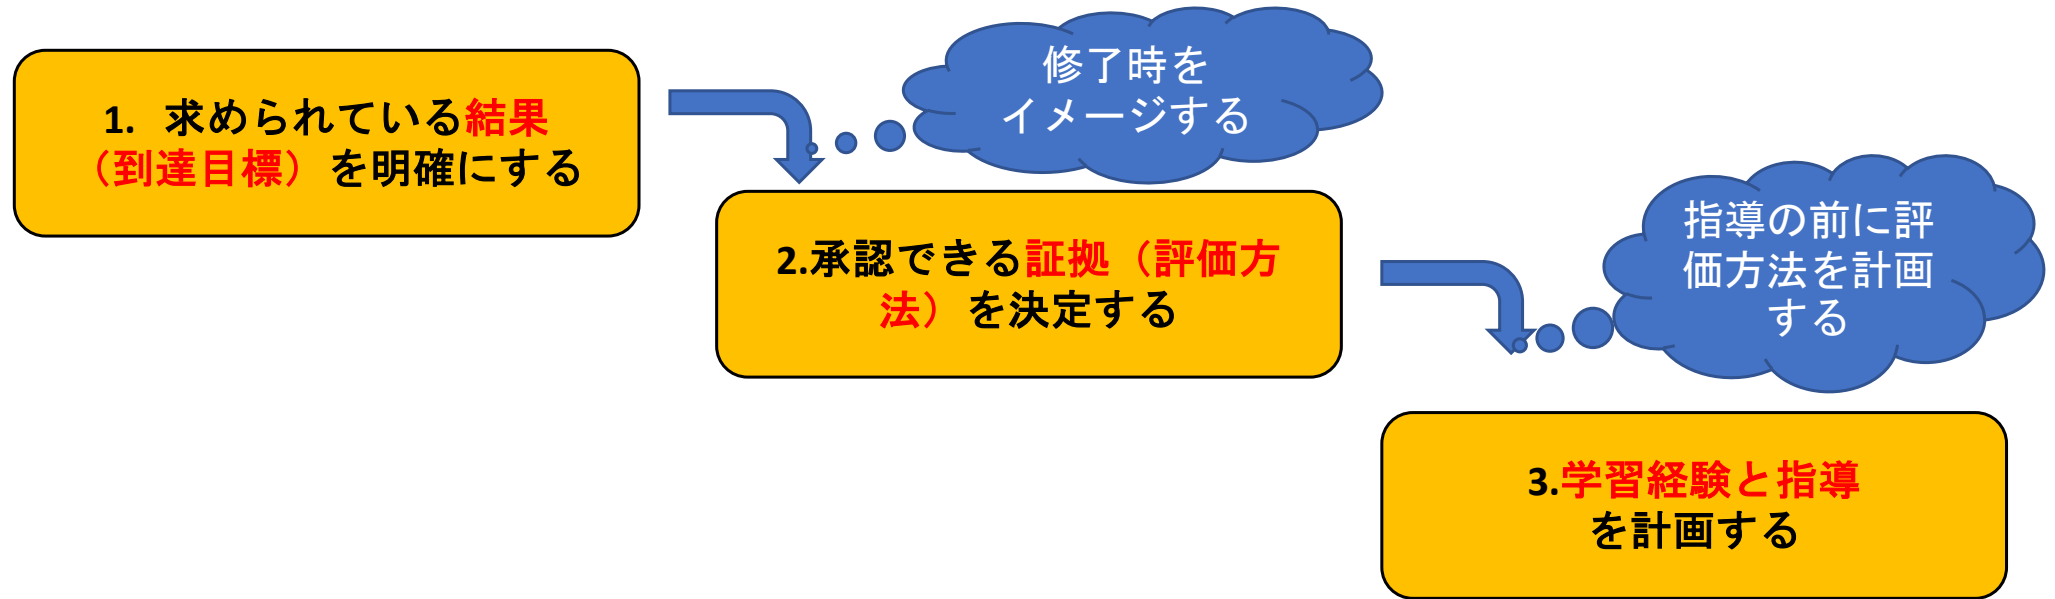 1. 求められている結果
（到達目標）を明確にする
修了時を
イメージする
2.承認できる証拠（評価方
法）を決定する
指導の前に評
価方法を計画
する
3.学習経験と指導
を計画する